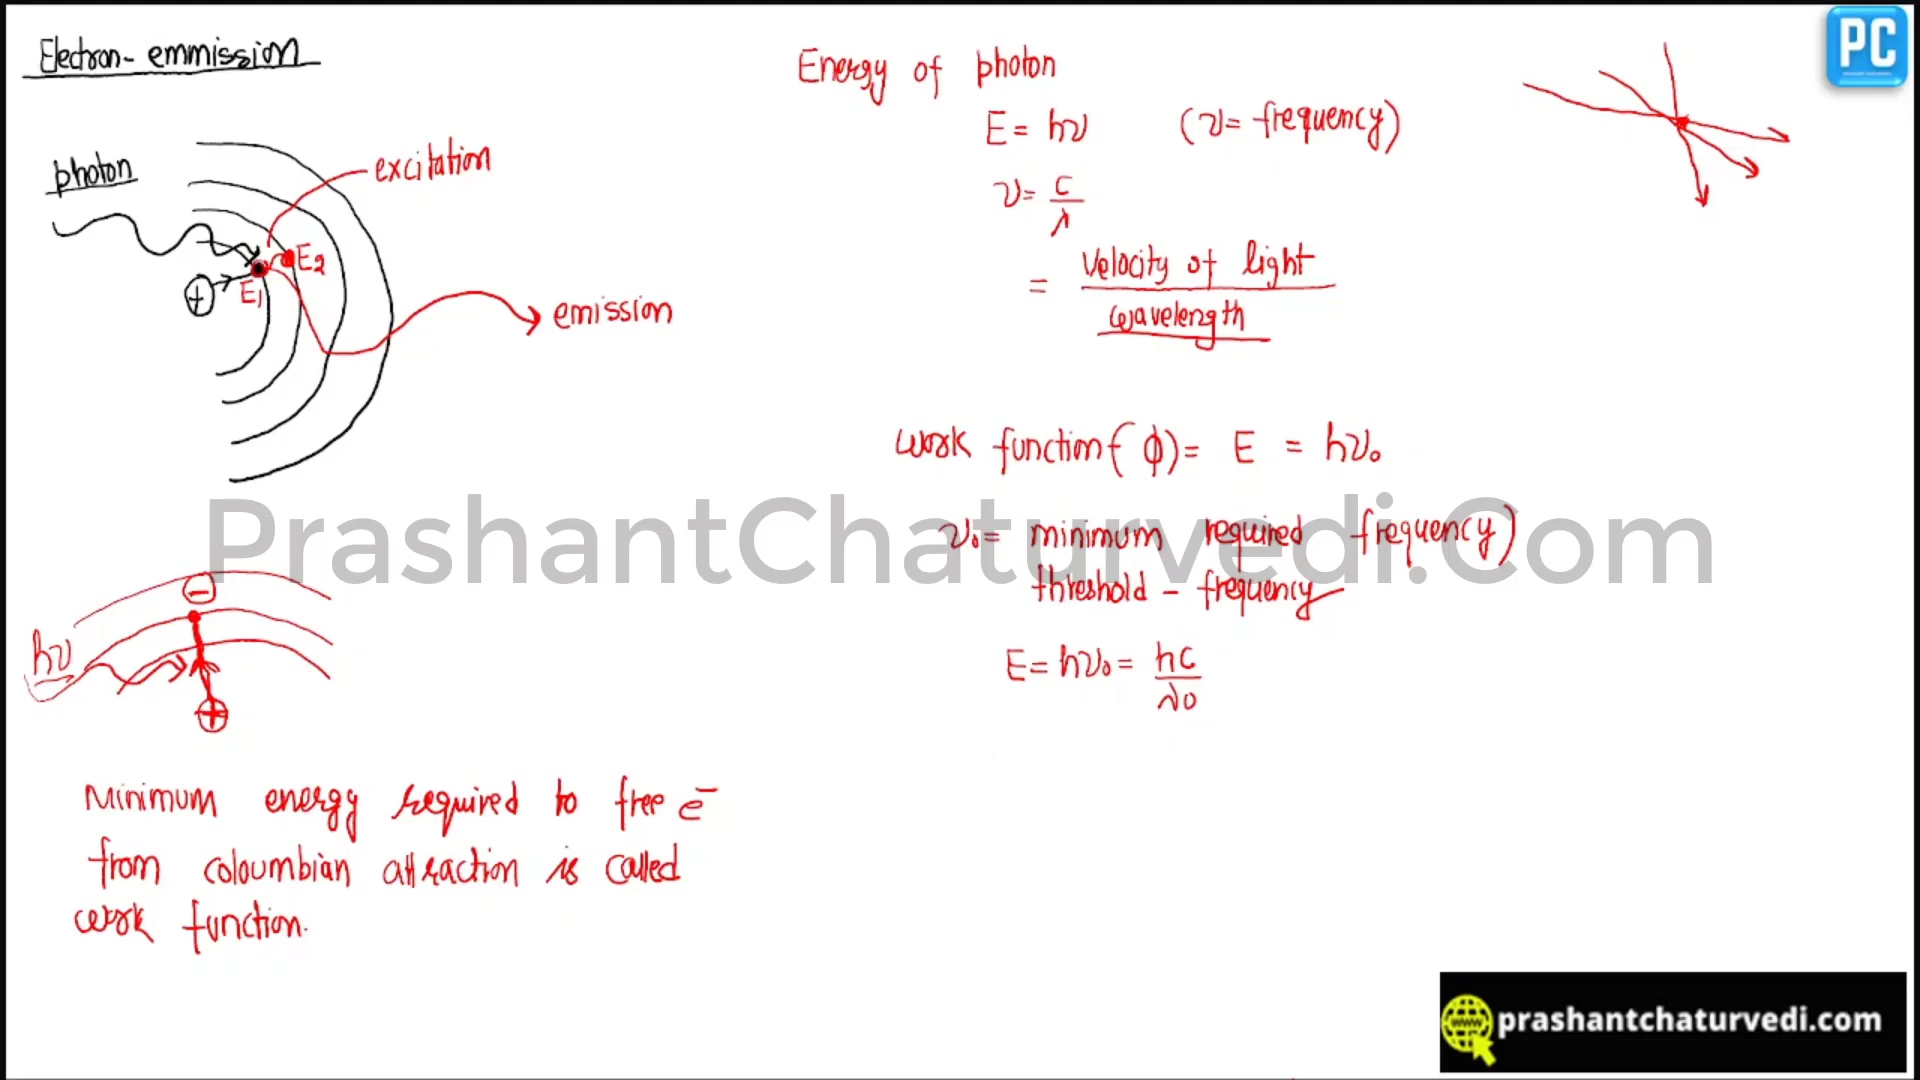 Electron- emmission
photon
excitation
E2
E1
+
emission
hν
-
+
Minimum energy required to free e⁻
from coloumbian attraction is called
work function.
Energy of photon
E = hν (ν = frequency)
ν = c/λ
= Velocity of light / wavelength
work function (ϕ) = E = hν₀
ν₀ = minimum required frequency)
threshold - frequency
E = hν₀ = hc/λ0
PC
PrashantChaturvedi.Com
www
prashantchaturvedi.com